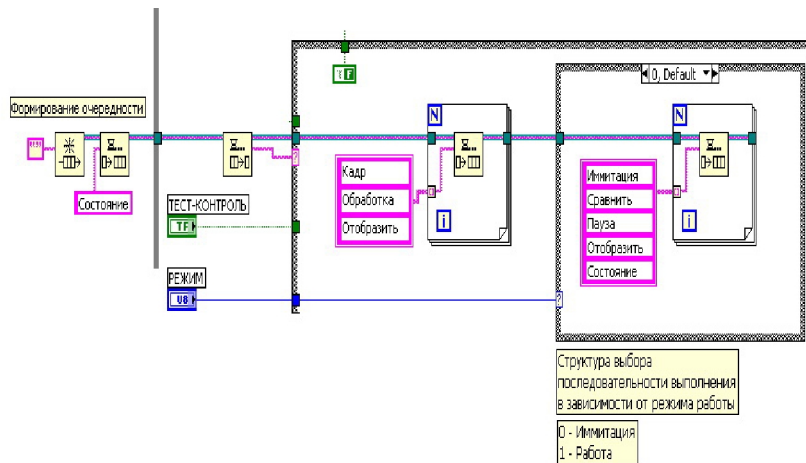 Формирование очередности
Состояние
ТЕСТ-КОНТРОЛЬ
TF
РЕЖИМ
U8
F
N
Кадр
Обработка
Отобразить
i
0, Default
N
Иммитация
Сравнить
Пауза
Отобразить
Состояние
i
Структура выбора
последовательности выполнения
в зависимости от режима работы
0 - Иммитация
1 - Работа